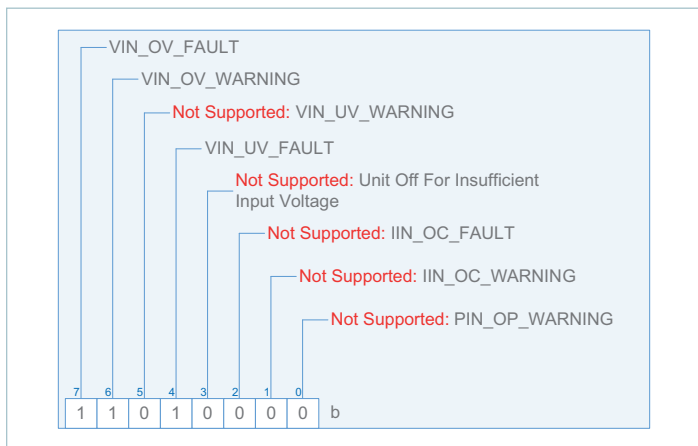 VIN_OV_FAULT
VIN_OV_WARNING
Not Supported: VIN_UV_WARNING
VIN_UV_FAULT
Not Supported: Unit Off For Insufficient
Input Voltage
Not Supported: IIN_OC_FAULT
Not Supported: IIN_OC_WARNING
Not Supported: PIN_OP_WARNING
7 6 5 4 3 2 1 0
1 1 0 1 0 0 0 0 b